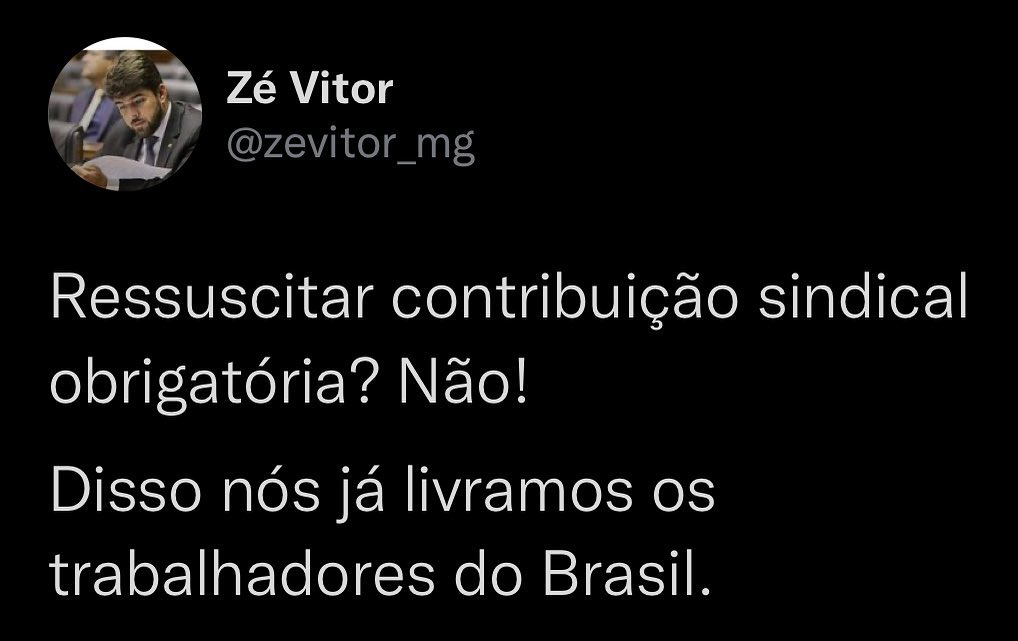 Zé Vitor
@zevitor_mg
Ressuscitar contribuição sindical
obrigatória? Não!
Disso nós já livramos os
trabalhadores do Brasil.